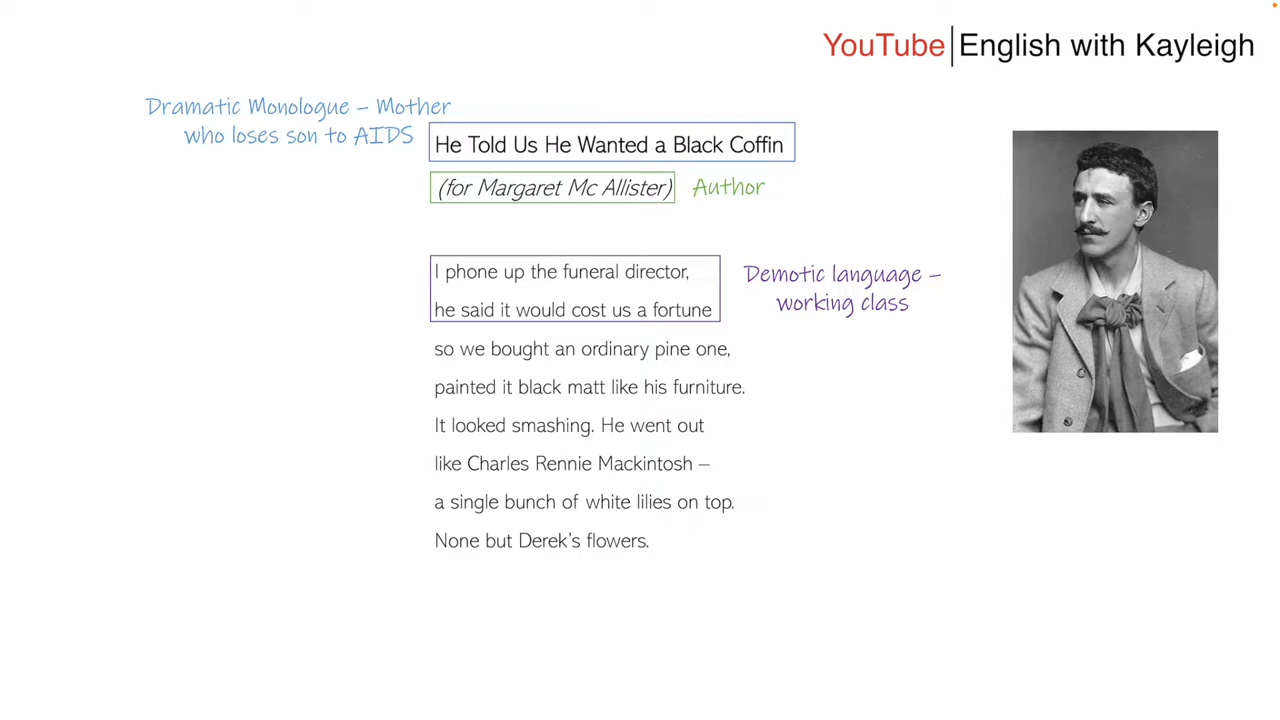 YouTube|English with Kayleigh
Dramatic Monologue – Mother
who loses son to AIDS
He Told Us He Wanted a Black Coffin
(for Margaret Mc Allister)
Author
I phone up the funeral director,
he said it would cost us a fortune
Demotic language –
working class
so we bought an ordinary pine one,
painted it black matt like his furniture.
It looked smashing. He went out
like Charles Rennie Mackintosh –
a single bunch of white lilies on top.
None but Derek’s flowers.